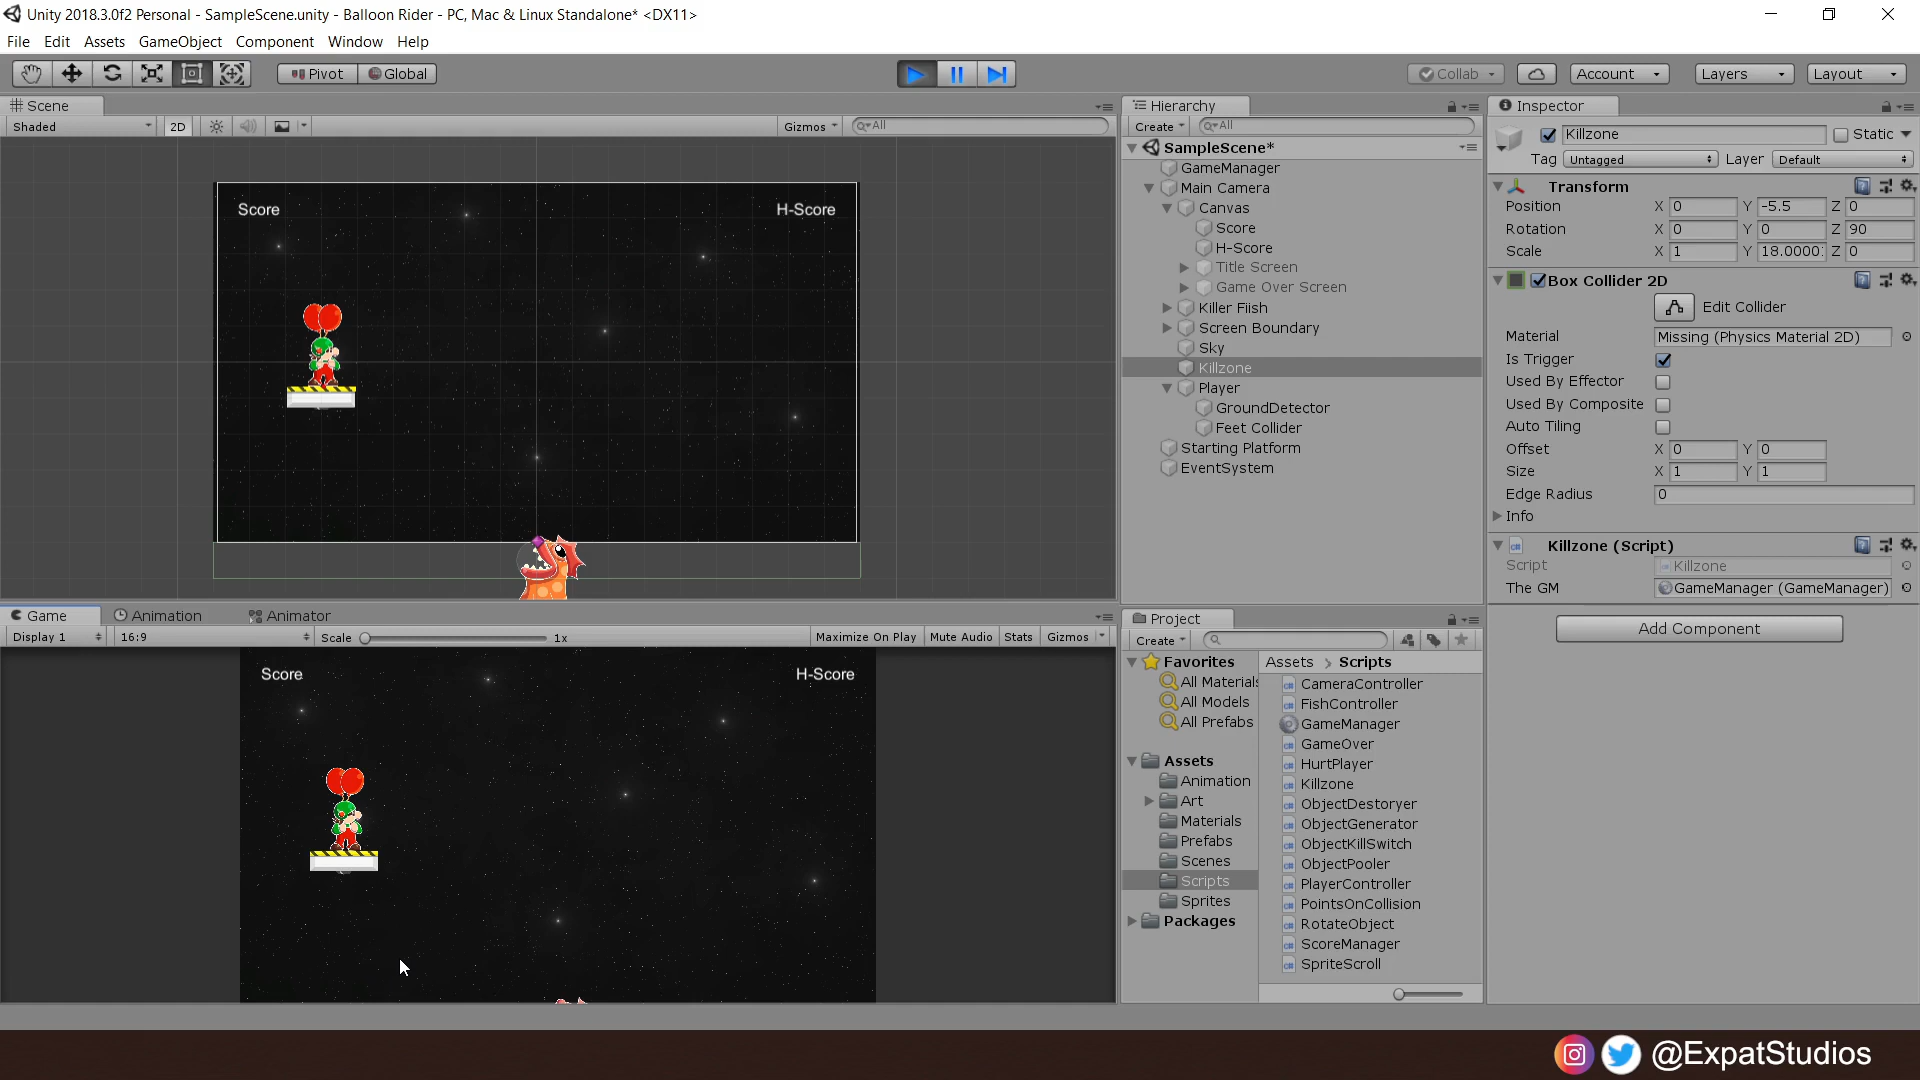 Unity 2018.3.0f2 Personal - SampleScene.unity - Balloon Rider - PC, Mac & Linux Standalone* <DX11>
File Edit Assets GameObject Component Window Help
Pivot Global Collab Account Layers Layout
Scene
Shaded 2D Gizmos All
Score H-Score
Game Animation Animator
Display 1 16:9 Scale 1x Maximize On Play Mute Audio Stats Gizmos
Score H-Score
Hierarchy
Create All
SampleScene*
GameManager
Main Camera
Canvas
Score
H-Score
Title Screen
Game Over Screen
Killer Fiish
Screen Boundary
Sky
Killzone
Player
GroundDetector
Feet Collider
Starting Platform
EventSystem
Project
Create
Favorites
All Materials
All Models
All Prefabs
Assets
Animation
Art
Materials
Prefabs
Scenes
Scripts
Sprites
Packages
Assets > Scripts
CameraController
FishController
GameManager
GameOver
HurtPlayer
Killzone
ObjectDestoryer
ObjectGenerator
ObjectKillSwitch
ObjectPooler
PlayerController
PointsOnCollision
RotateObject
ScoreManager
SpriteScroll
Inspector
Killzone Static
Tag Untagged Layer Default
Transform
Position X 0 Y -5.5 Z 0
Rotation X 0 Y 0 Z 90
Scale X 1 Y 18.0000 Z 0
Box Collider 2D
Edit Collider
Material Missing (Physics Material 2D)
Is Trigger
Used By Effector
Used By Composite
Auto Tiling
Offset X 0 Y 0
Size X 1 Y 1
Edge Radius 0
Info
Killzone (Script)
Script Killzone
The GM GameManager (GameManager)
Add Component
@ExpatStudios